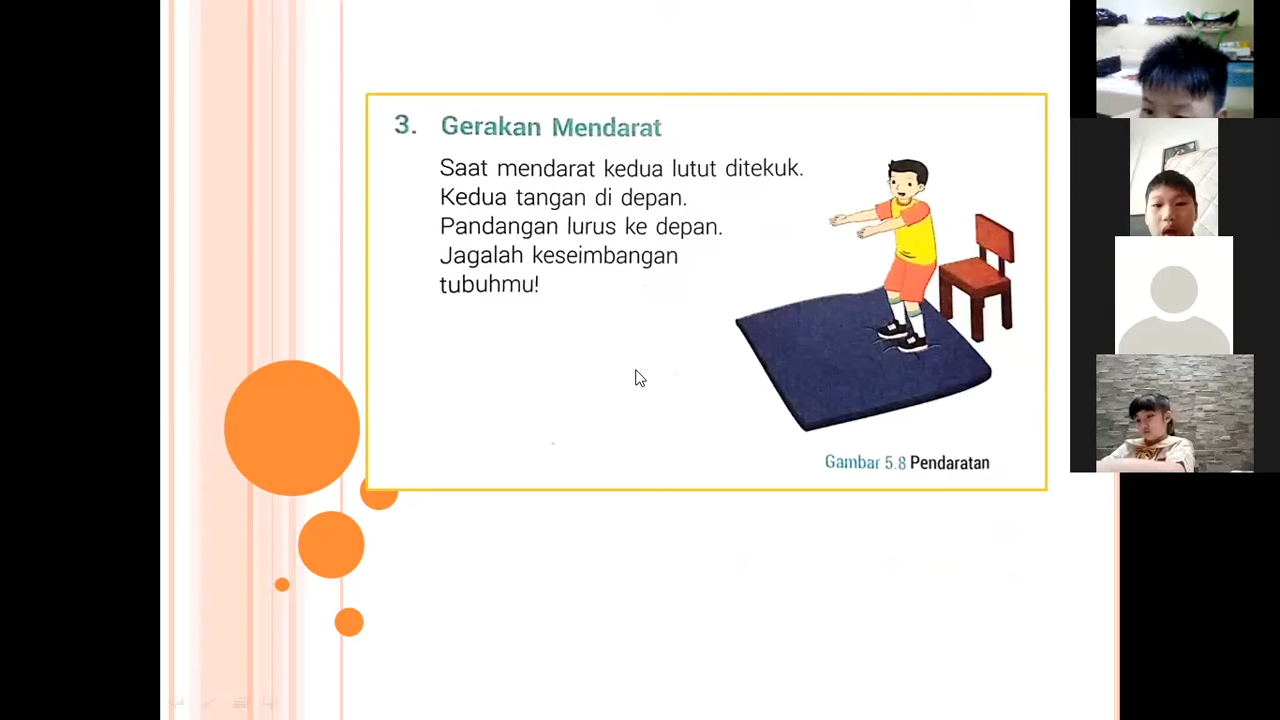 3. Gerakan Mendarat
Saat mendarat kedua lutut ditekuk.
Kedua tangan di depan.
Pandangan lurus ke depan.
Jagalah keseimbangan
tubuhmu!
Gambar 5.8 Pendaratan